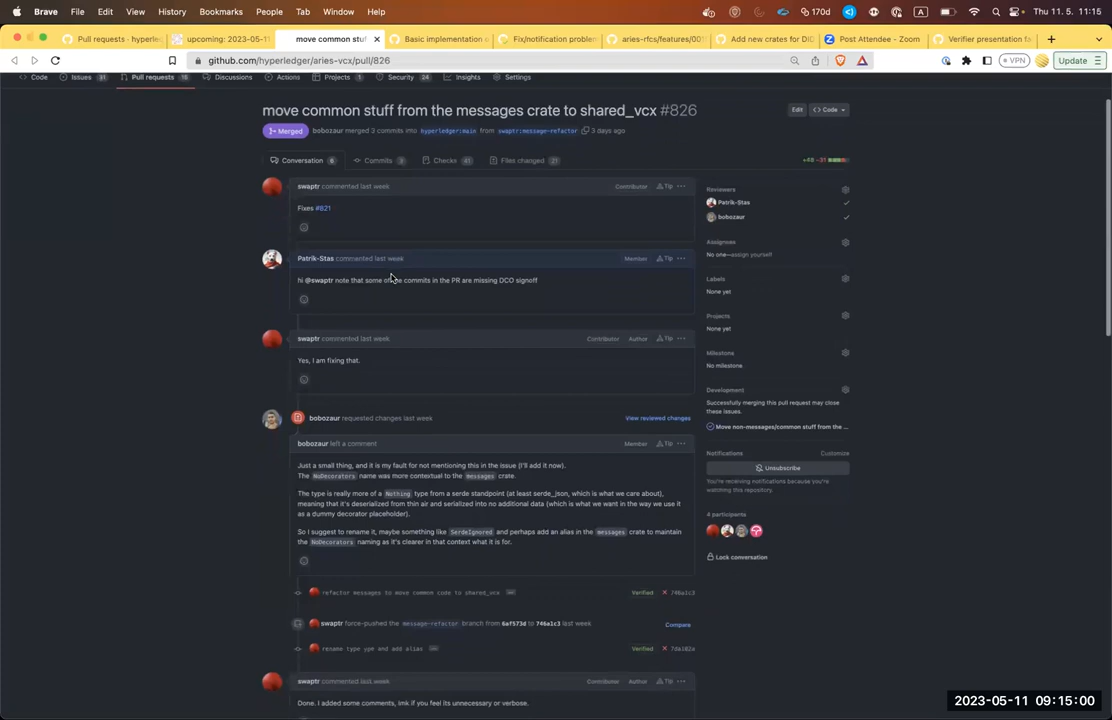 Brave File Edit View History Bookmarks People Tab Window Help 170d A Thu 11. 5. 11:15
Pull requests · hyperle upcoming: 2023-05-11 move common stuf Basic implementation o Fix/notification problem aries-rfcs/features/00 Add new crates for DID Post Attendee - Zoom Verifier presentation fa
github.com/hyperledger/aries-vcx/pull/826 VPN Update
Code Issues 31 Pull requests Discussions Actions Projects 1 Security 24 Insights Settings
move common stuff from the messages crate to shared_vcx #826 Edit Code
Merged bobozaur merged 3 commits into hyperledger:main from swaptr:message-refactor 3 days ago
Conversation 6 Commits 3 Checks 41 Files changed 21
swaptr commented last week Contributor Tip
Fixes #821
Patrik-Stas commented last week Member Tip
hi @swaptr note that some of the commits in the PR are missing DCO signoff
swaptr commented last week Contributor Author Tip
Yes, I am fixing that.
bobozaur requested changes last week View reviewed changes
bobozaur left a comment Member Tip
Just a small thing, and it is my fault for not mentioning this in the issue (I'll add it now).
The NoDecorators name was more contextual to the messages crate.
The type is really more of a Nothing type from a serde standpoint (at least serde_json, which is what we care about),
meaning that it's deserialized from thin air and serialized into no additional data (which is what we want in the way we use it
as a dummy decorator placeholder).
So I suggest to rename it, maybe something like SerdeIgnored and perhaps add an alias in the messages crate to maintain
the NoDecorators naming as it's clearer in that context what it is for.
refactor messages to move common code to shared_vcx Verified 746a1c3
swaptr force-pushed the message-refactor branch from 6af573d to 746a1c3 last week Compare
rename type ype and add alias Verified 7da182a
swaptr commented last week Contributor Author Tip
Done. I added some comments, lmk if you feel its unnecessary or verbose.
Reviewers
Patrik-Stas
bobozaur
Assignees
No one—assign yourself
Labels
None yet
Projects
None yet
Milestones
No milestone
Development
Successfully merging this pull request may close
these issues.
Move non-messages/common stuff from the ...
Notifications Customize
Unsubscribe
You're receiving notifications because you're
watching this repository.
4 participants
Lock conversation
2023-05-11 09:15:00